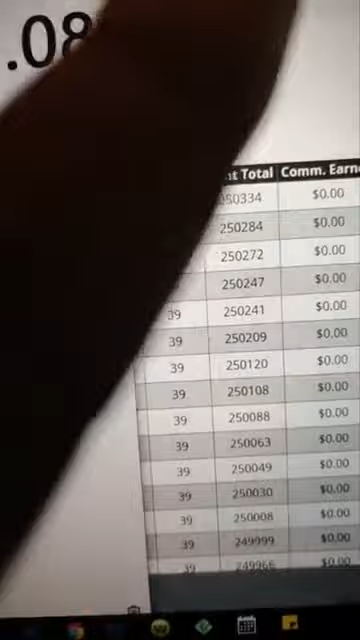 .08
Total Comm. Earn
250334 $0.00
250284 $0.00
250272 $0.00
250247 $0.00
39 250241 $0.00
39 250209 $0.00
39 250120 $0.00
39 250108 $0.00
39 250088 $0.00
39 250063 $0.00
39 250049 $0.00
39 250030 $0.00
39 250008 $0.00
39 249999 $0.00
39 249966 $0.00